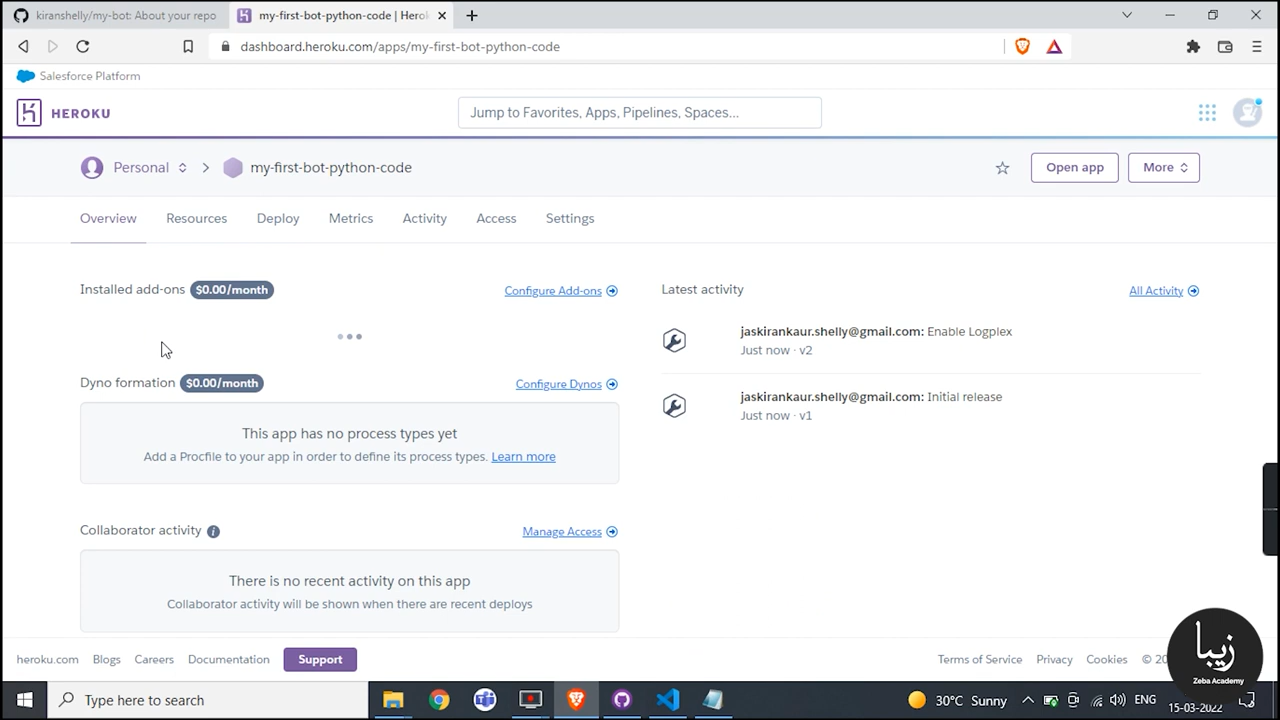 kiranshelly/my-bot: About your repo
my-first-bot-python-code | Herok
dashboard.heroku.com/apps/my-first-bot-python-code
Salesforce Platform
HEROKU
Jump to Favorites, Apps, Pipelines, Spaces...
Personal
my-first-bot-python-code
Open app
More
Overview
Resources
Deploy
Metrics
Activity
Access
Settings
Installed add-ons $0.00/month
Configure Add-ons
Dyno formation $0.00/month
Configure Dynos
This app has no process types yet
Add a Procfile to your app in order to define its process types. Learn more
Collaborator activity
Manage Access
There is no recent activity on this app
Collaborator activity will be shown when there are recent deploys
Latest activity
All Activity
jaskirankaur.shelly@gmail.com: Enable Logplex
Just now · v2
jaskirankaur.shelly@gmail.com: Initial release
Just now · v1
heroku.com
Blogs
Careers
Documentation
Support
Terms of Service
Privacy
Cookies
© 20
زيبا
Zeba Academy
Type here to search
30°C Sunny
ENG
15-03-2022